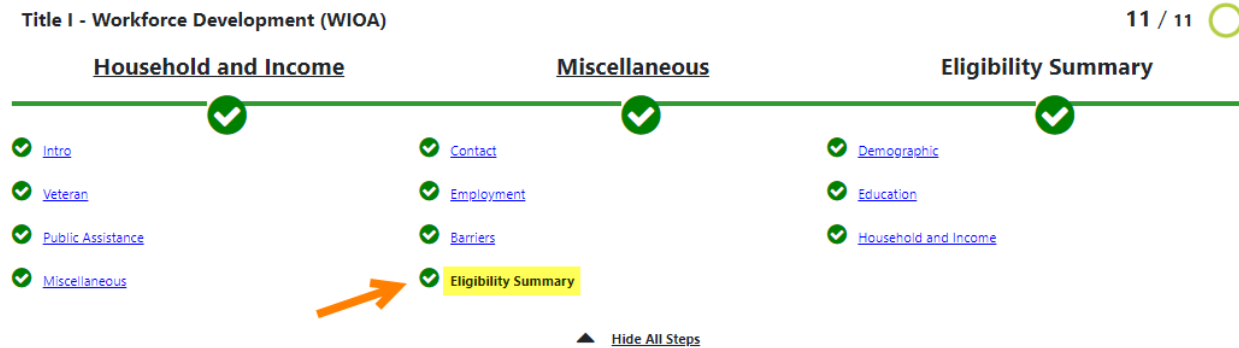 Title I - Workforce Development (WIOA)
11 / 11
Household and Income
Miscellaneous
Eligibility Summary
Intro
Contact
Demographic
Veteran
Employment
Education
Public Assistance
Barriers
Household and Income
Miscellaneous
Eligibility Summary
Hide All Steps